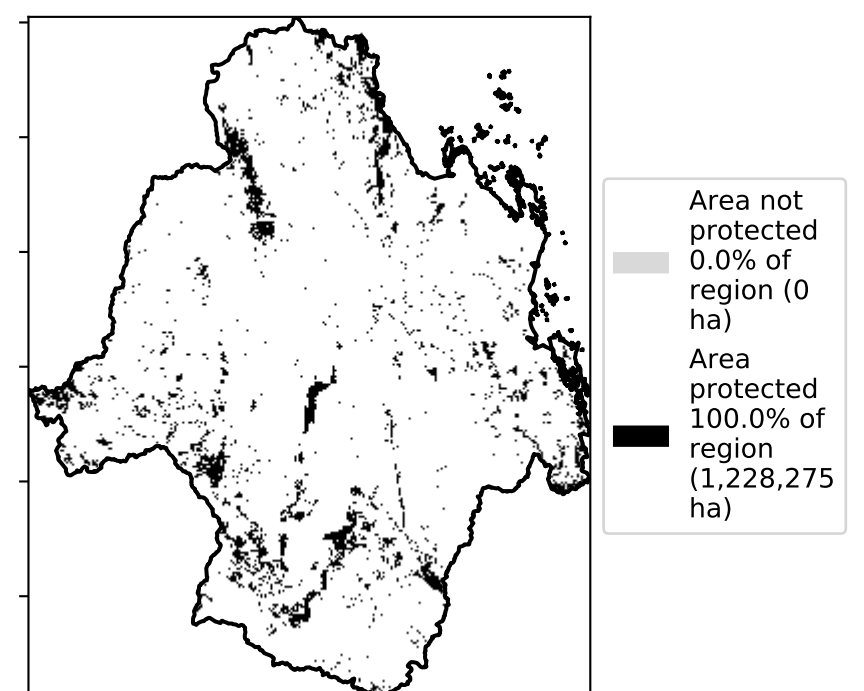 Area not
protected
0.0% of
region (0
ha)
Area
protected
100.0% of
region
(1,228,275
ha)